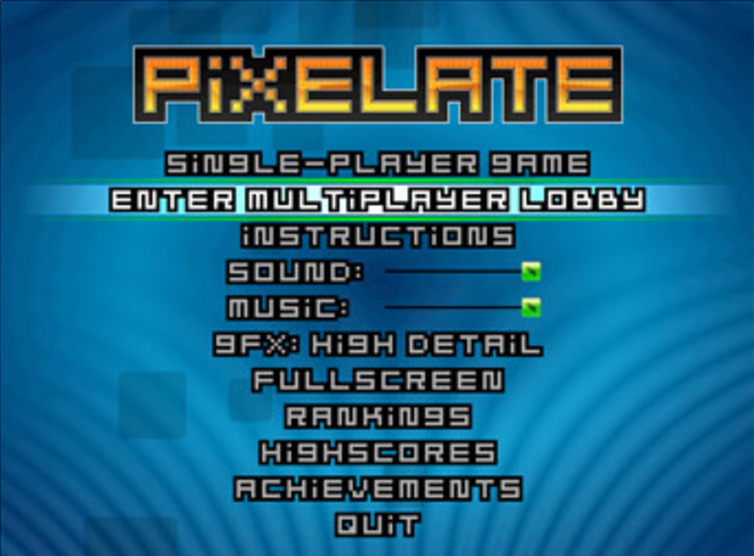 PiXELATE
SiNGLE-PLAYER GAME
ENTER MULTiPLAYER LOBBY
iNSTRUCTiONS
SOUND:
MUSiC:
GFX: HiGH DETAiL
FULLSCREEN
RANKiNGS
HiGHSCORES
ACHiEVEMENTS
QUiT